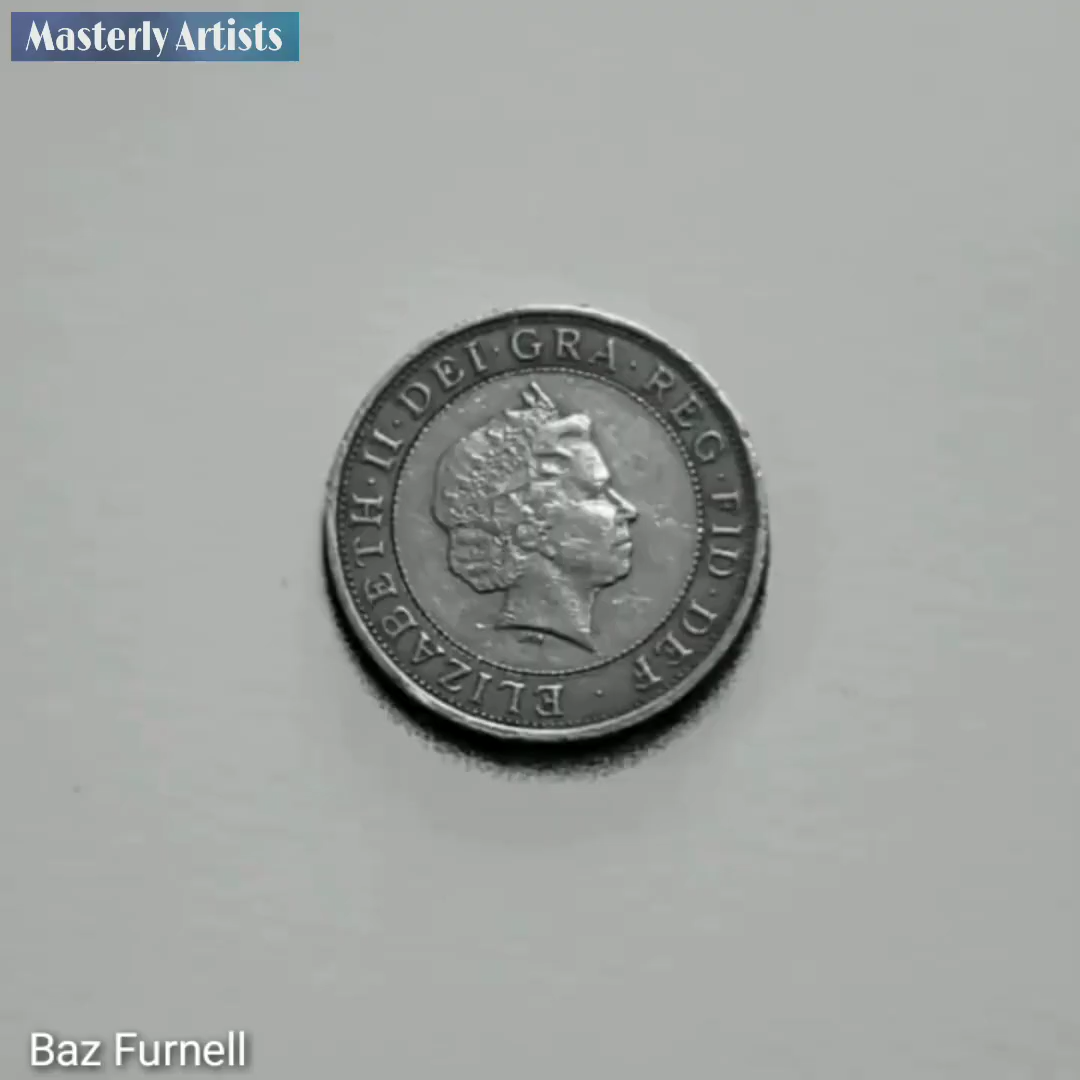 Masterly Artists
ELIZABETH · II · DEI · GRA · REG · FID · DEF ·
Baz Furnell